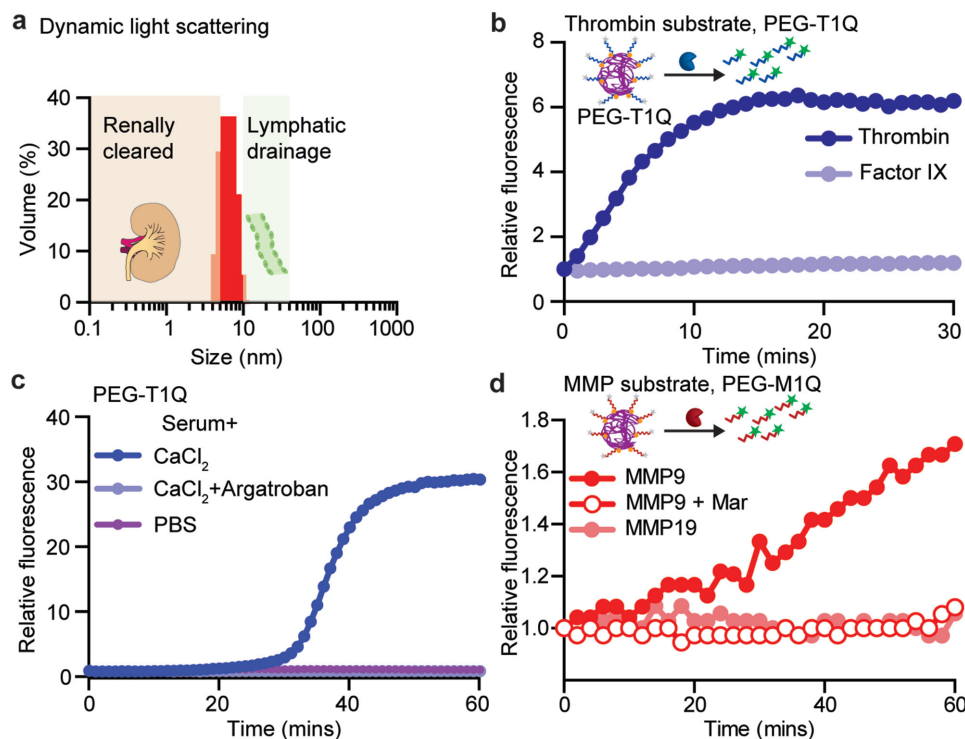 a Dynamic light scattering
Volume (%)
40
30
20
10
0
Renally
cleared
Lymphatic
drainage
0.1 1 10 100 1000
Size (nm)
b Thrombin substrate, PEG-T1Q
Relative fluorescence
8
6
4
2
0
PEG-T1Q
Thrombin
Factor IX
0 10 20 30
Time (mins)
c PEG-T1Q
Serum+
Relative fluorescence
40
30
20
10
0
CaCl₂
CaCl₂+Argatroban
PBS
0 20 40 60
Time (mins)
d MMP substrate, PEG-M1Q
Relative fluorescence
1.8
1.6
1.4
1.2
1.0
MMP9
MMP9 + Mar
MMP19
0 20 40 60
Time (mins)